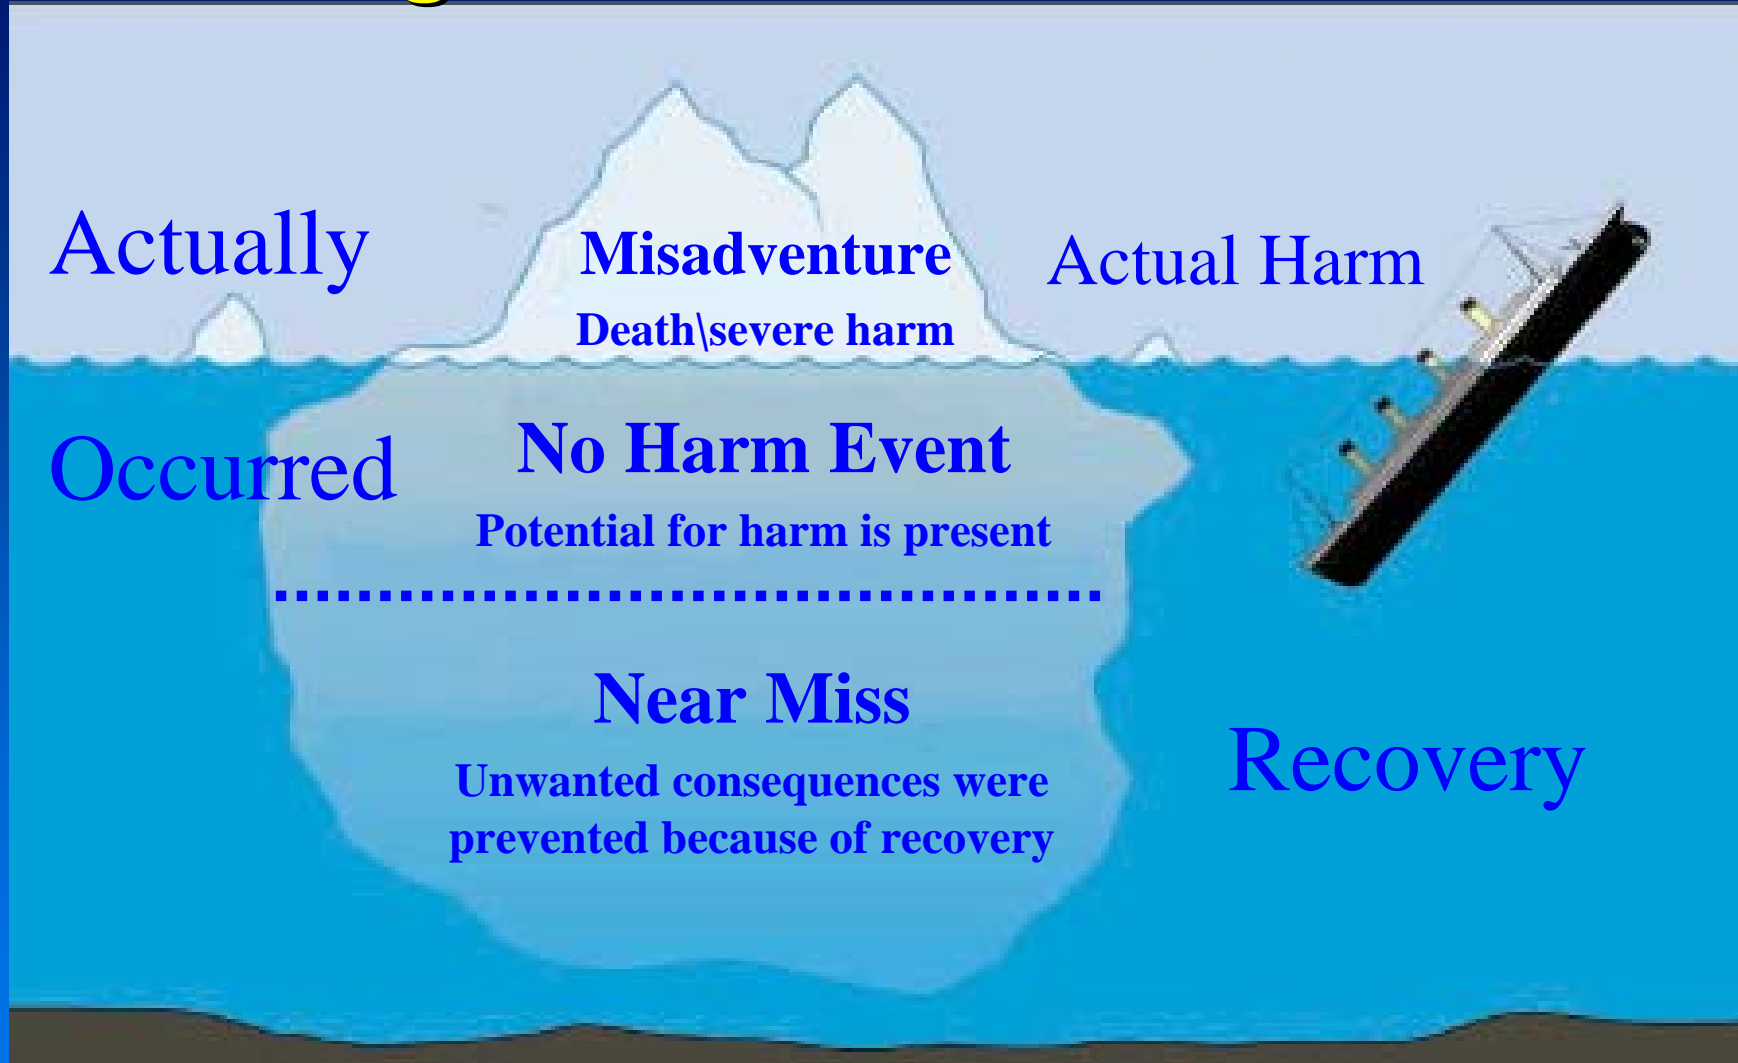 Actually
Misadventure
Actual Harm
Death\severe harm
Occurred
No Harm Event
Potential for harm is present
Near Miss
Recovery
Unwanted consequences were
prevented because of recovery